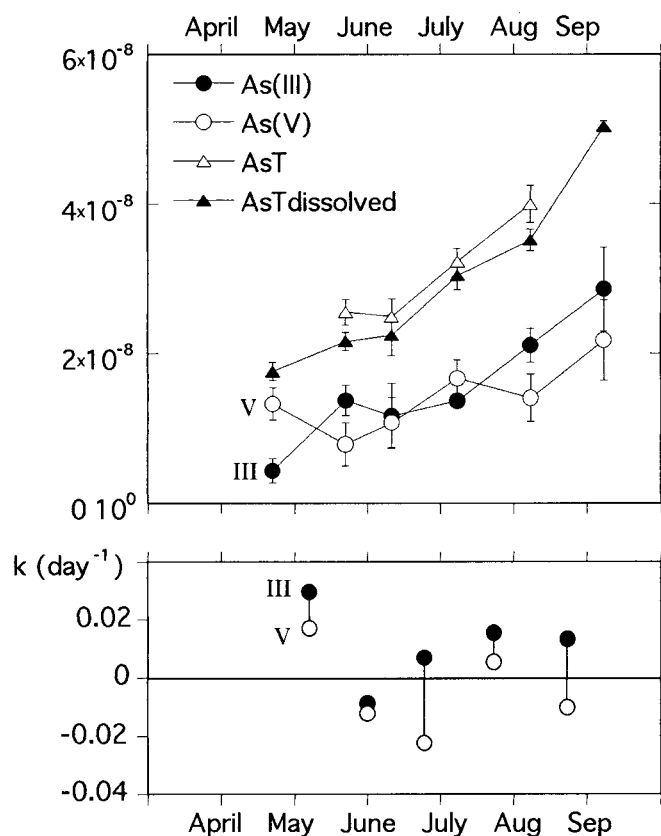 April May June July Aug Sep
6×10⁻⁸
As(III)
As(V)
AsT
4×10⁻⁸
AsTdissolved
2×10⁻⁸
V
III
0 10⁰
k (day⁻¹)
III
0.02
V
0
-0.02
-0.04
April May June July Aug Sep